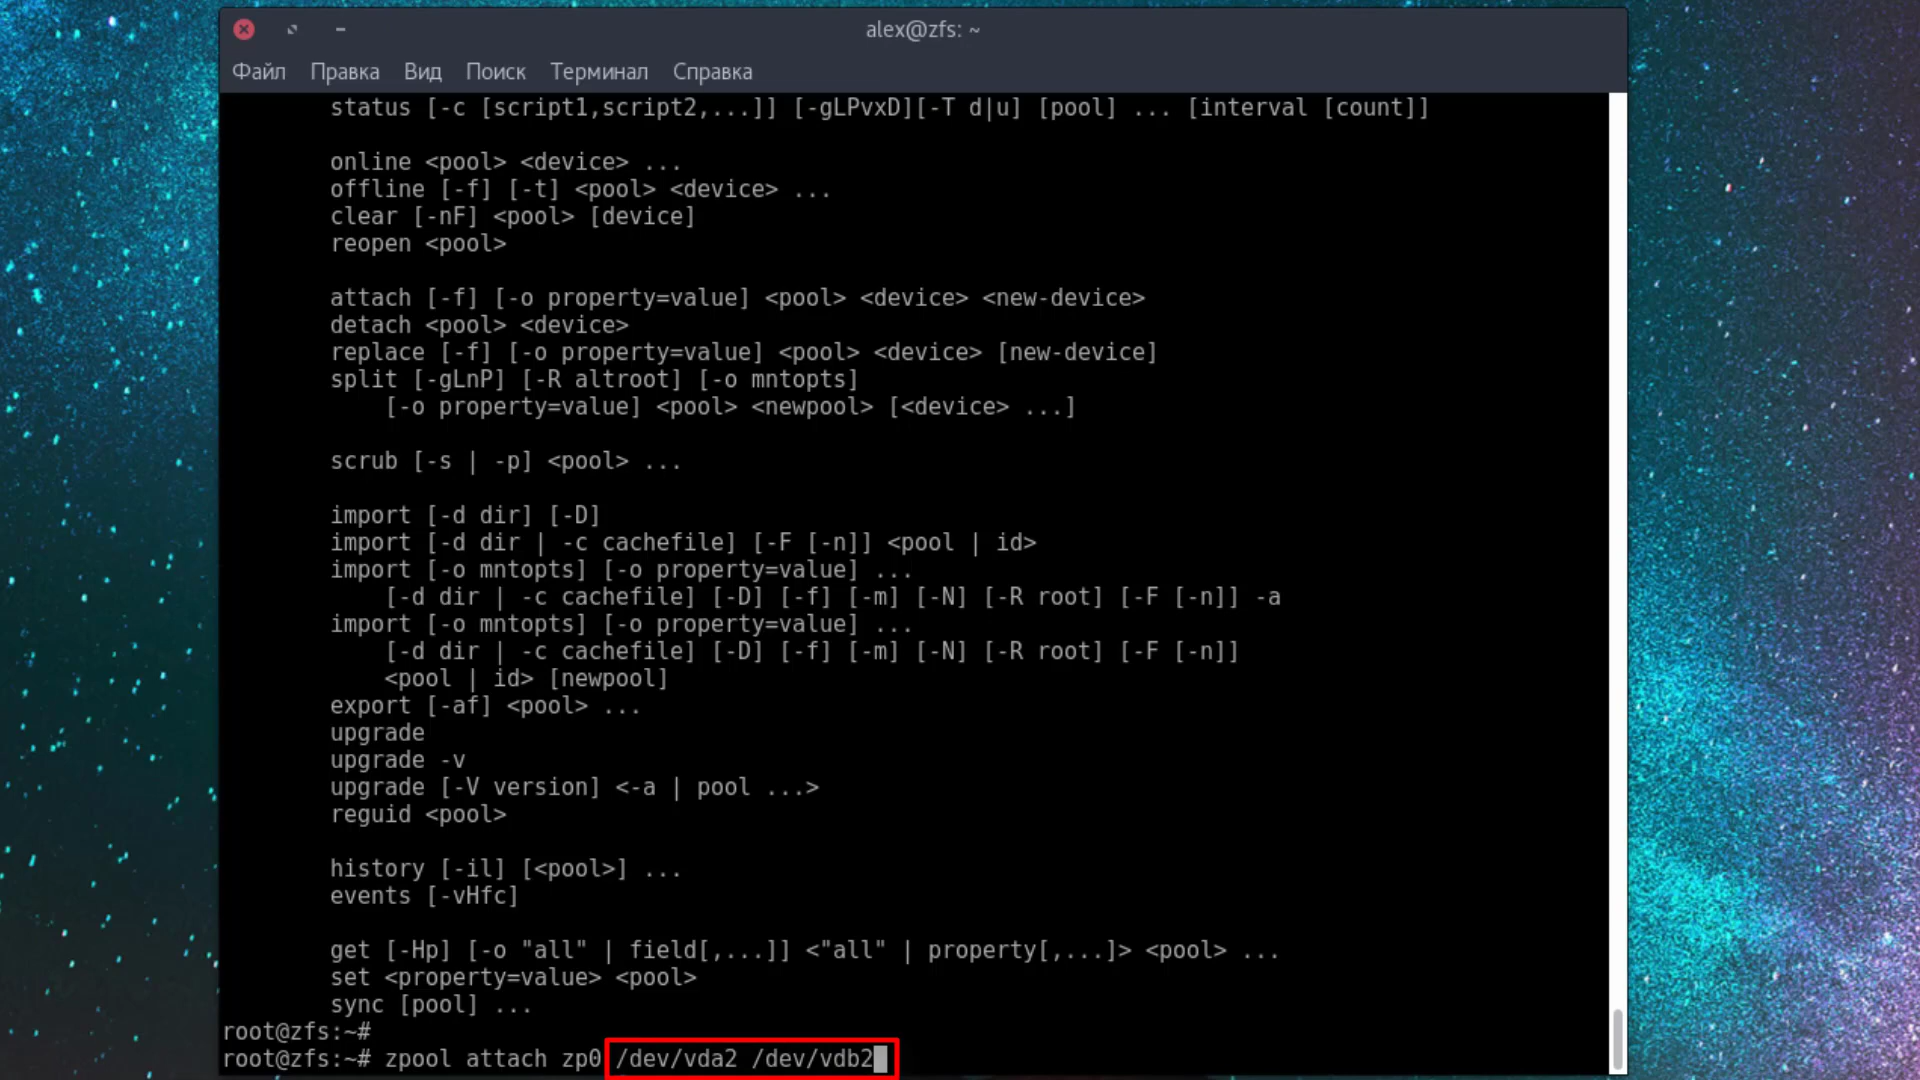 alex@zfs: ~
Файл Правка Вид Поиск Терминал Справка
status [-c [script1,script2,...]] [-gLPvxD][-T d|u] [pool] ... [interval [count]]
online <pool> <device> ...
offline [-f] [-t] <pool> <device> ...
clear [-nF] <pool> [device]
reopen <pool>
attach [-f] [-o property=value] <pool> <device> <new-device>
detach <pool> <device>
replace [-f] [-o property=value] <pool> <device> [new-device]
split [-gLnP] [-R altroot] [-o mntopts]
[-o property=value] <pool> <newpool> [<device> ...]
scrub [-s | -p] <pool> ...
import [-d dir] [-D]
import [-d dir | -c cachefile] [-F [-n]] <pool | id>
import [-o mntopts] [-o property=value] ...
[-d dir | -c cachefile] [-D] [-f] [-m] [-N] [-R root] [-F [-n]] -a
import [-o mntopts] [-o property=value] ...
[-d dir | -c cachefile] [-D] [-f] [-m] [-N] [-R root] [-F [-n]]
<pool | id> [newpool]
export [-af] <pool> ...
upgrade
upgrade -v
upgrade [-V version] <-a | pool ...>
reguid <pool>
history [-il] [<pool>] ...
events [-vHfc]
get [-Hp] [-o "all" | field[,...]] <"all" | property[,...]> <pool> ...
set <property=value> <pool>
sync [pool] ...
root@zfs:~#
root@zfs:~# zpool attach zp0 /dev/vda2 /dev/vdb2